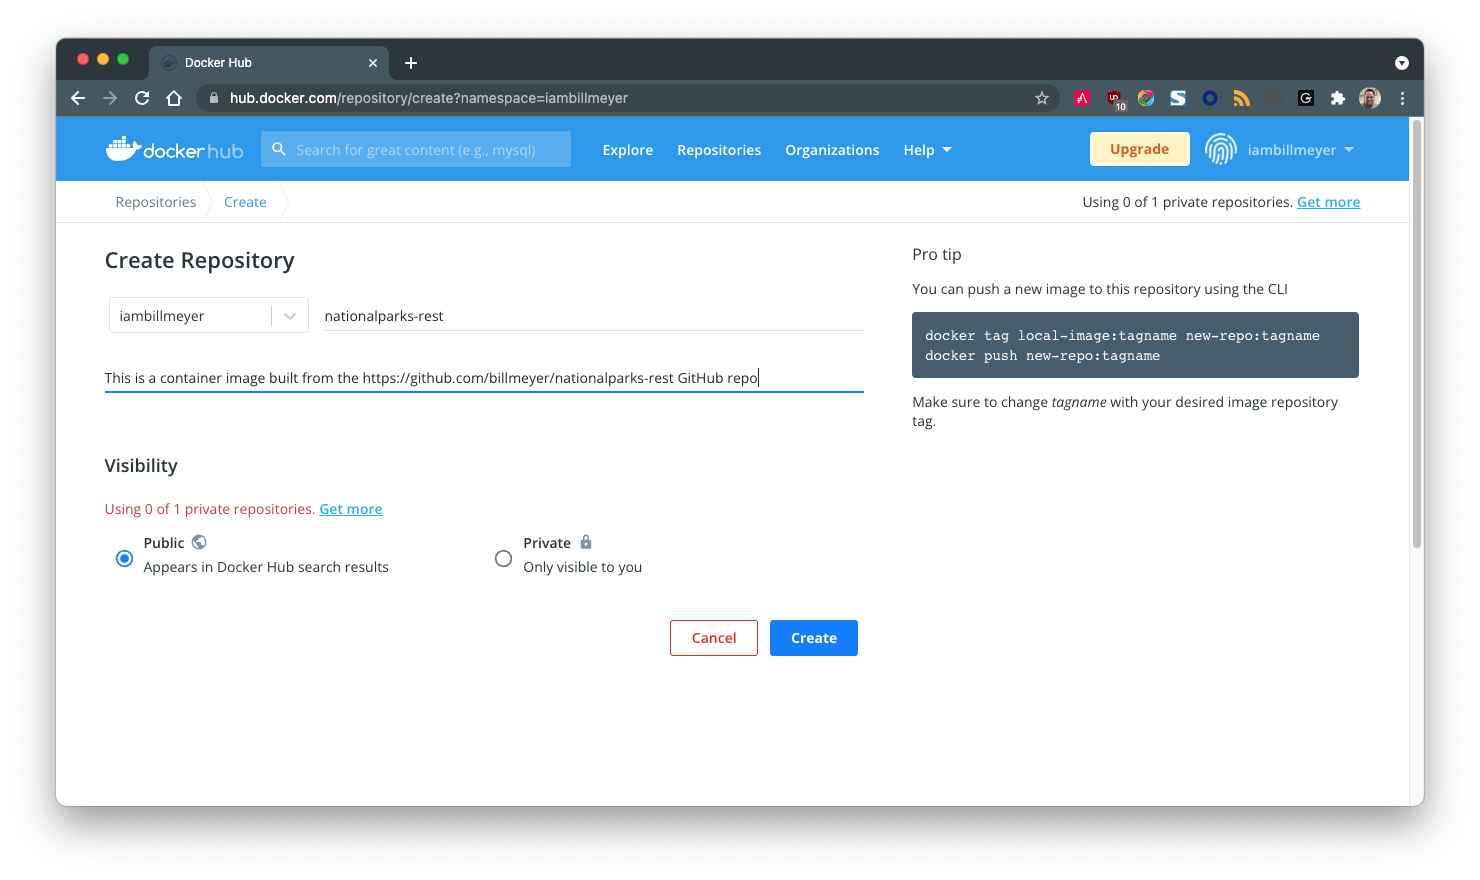 Docker Hub
hub.docker.com/repository/create?namespace=iambillmeyer
10
G
dockerhub
Search for great content (e.g., mysql)
Explore
Repositories
Organizations
Help
Upgrade
iambillmeyer
Repositories
Create
Using 0 of 1 private repositories. Get more
Create Repository
iambillmeyer
nationalparks-rest
This is a container image built from the https://github.com/billmeyer/nationalparks-rest GitHub repo
Visibility
Using 0 of 1 private repositories. Get more
Public
Appears in Docker Hub search results
Private
Only visible to you
Cancel
Create
Pro tip
You can push a new image to this repository using the CLI
docker tag local-image:tagname new-repo:tagname
docker push new-repo:tagname
Make sure to change tagname with your desired image repository
tag.